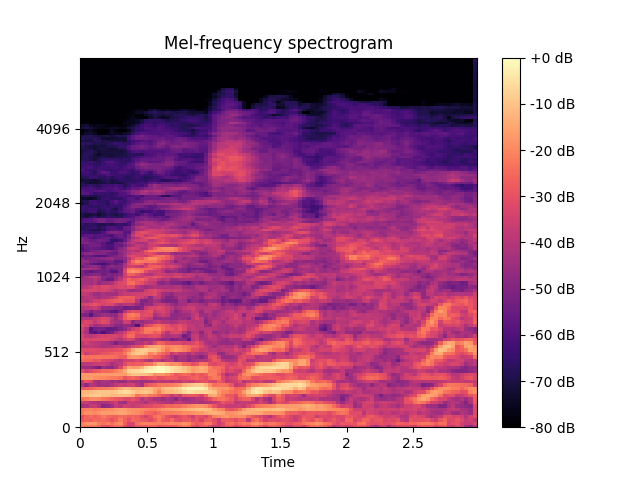 Mel-frequency spectrogram
+0 dB
-10 dB
-20 dB
-30 dB
-40 dB
-50 dB
-60 dB
-70 dB
-80 dB
4096
2048
1024
512
0
Hz
0 0.5 1 1.5 2 2.5
Time